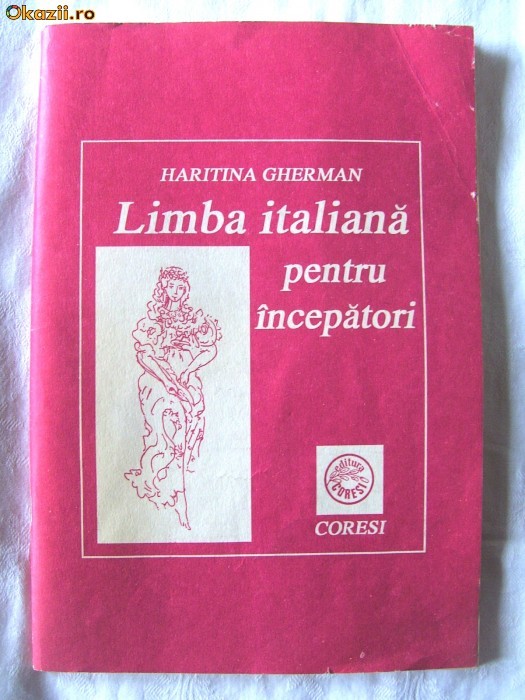 Okazii.ro
HARITINA GHERMAN
Limba italiană
pentru
începători
editura
CORESI
CORESI